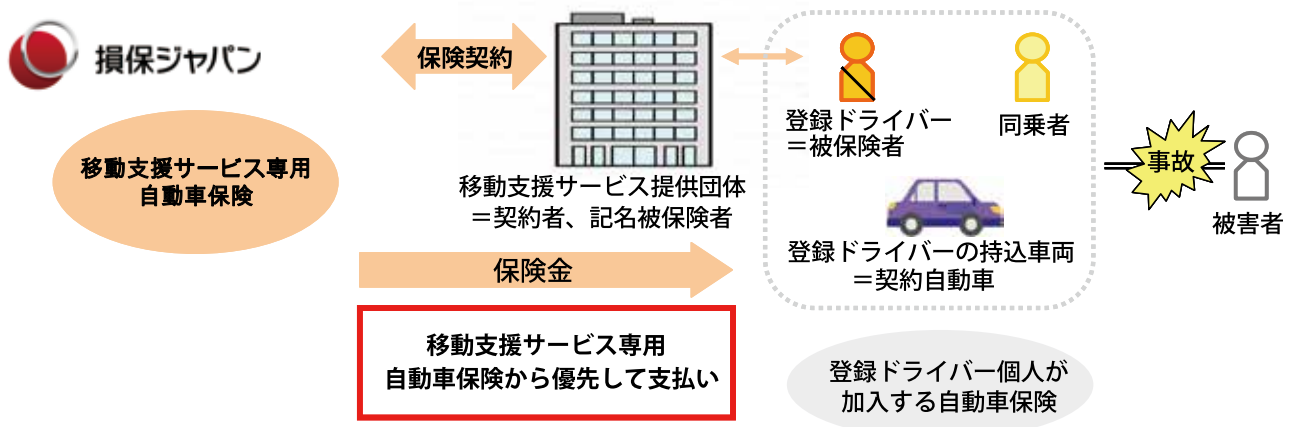 損保ジャパン
保険契約
移動支援サービス専用
自動車保険
移動支援サービス提供団体
＝契約者、記名被保険者
登録ドライバー
＝被保険者
同乗者
登録ドライバーの持込車両
＝契約自動車
事故
被害者
保険金
移動支援サービス専用
自動車保険から優先して支払い
登録ドライバー個人が
加入する自動車保険